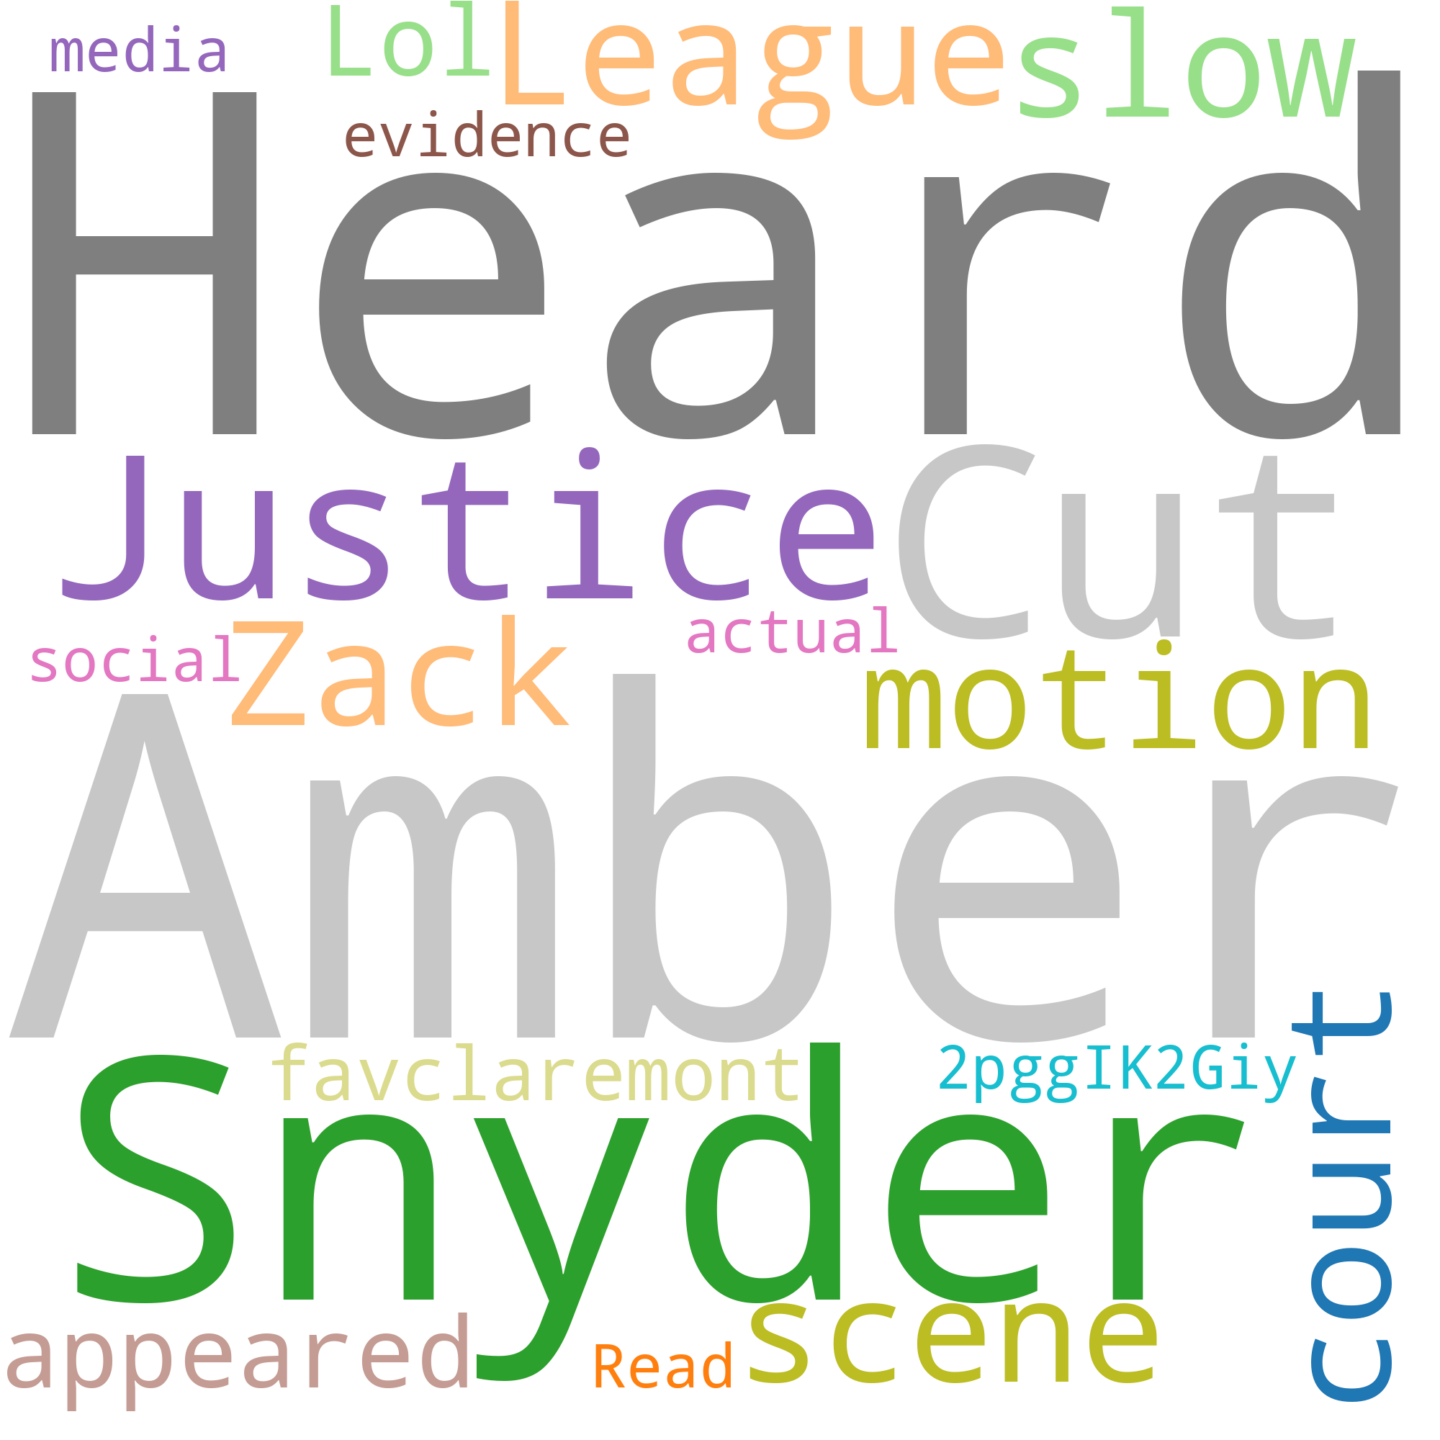 media
Lol
League
slow
evidence
Heard
Justice
Cut
social
Zack
actual
motion
Amber
favclaremont
2pggIK2Giy
court
Snyder
appeared
Read
scene